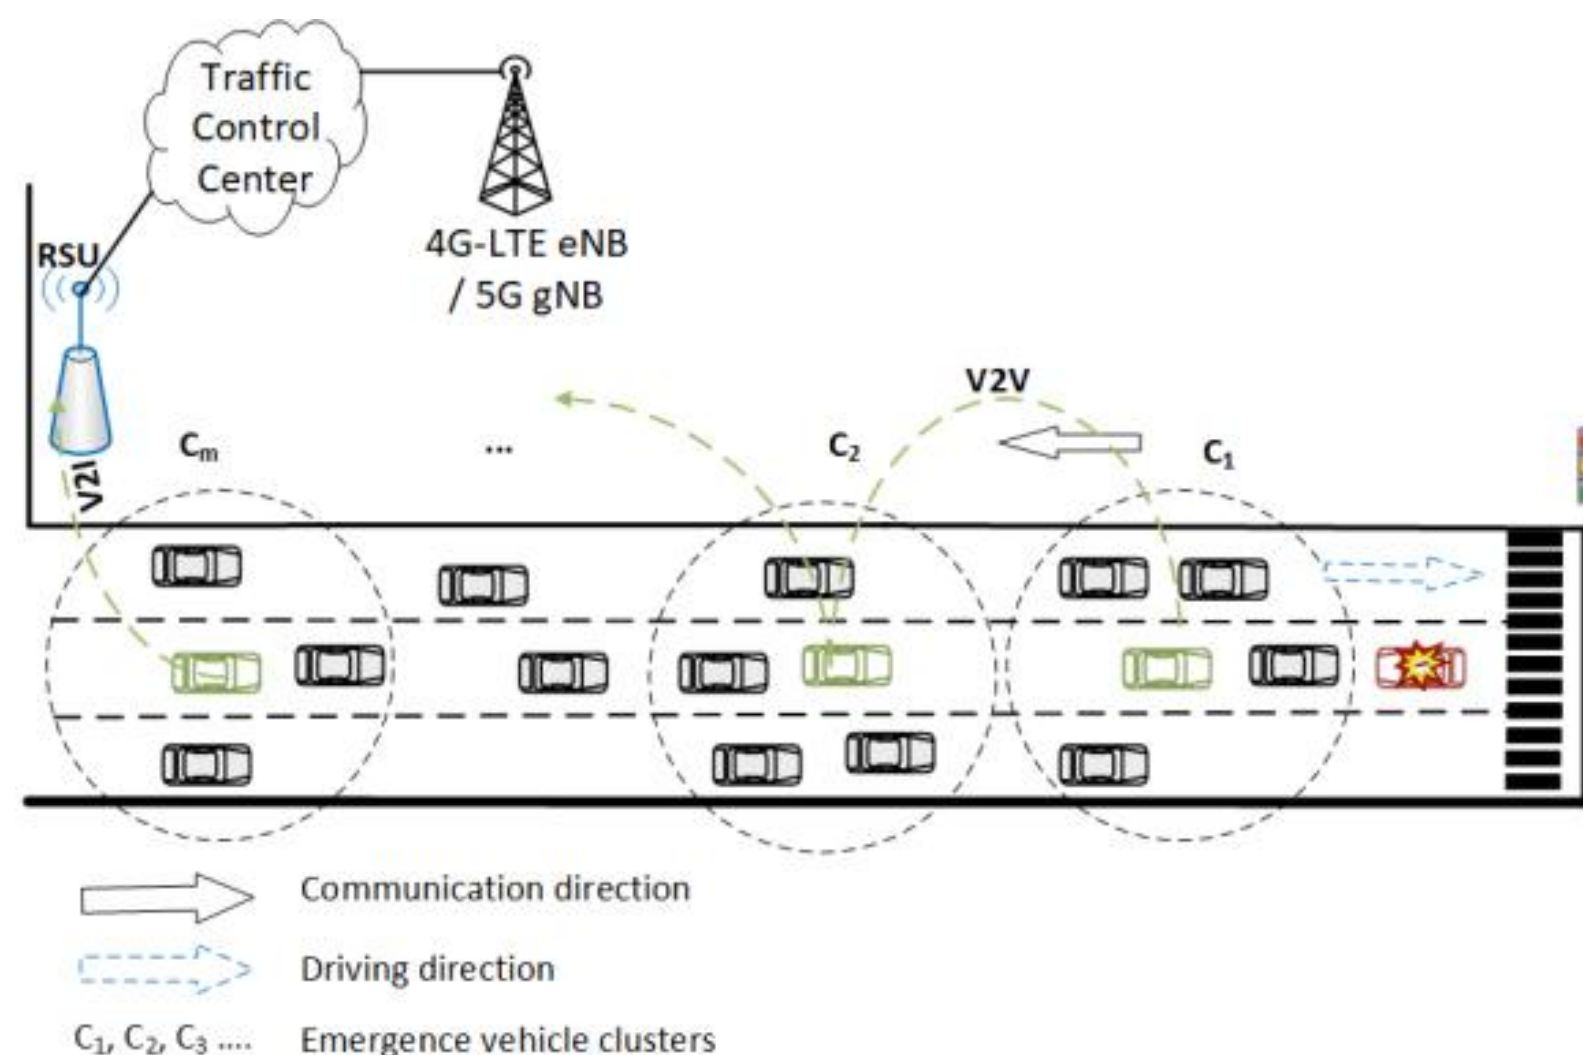 Traffic
Control
Center
RSU
4G-LTE eNB
/ 5G gNB
V2V
Cₘ
...
C₂
C₁
V2I
Communication direction
Driving direction
C₁, C₂, C₃ .... Emergence vehicle clusters